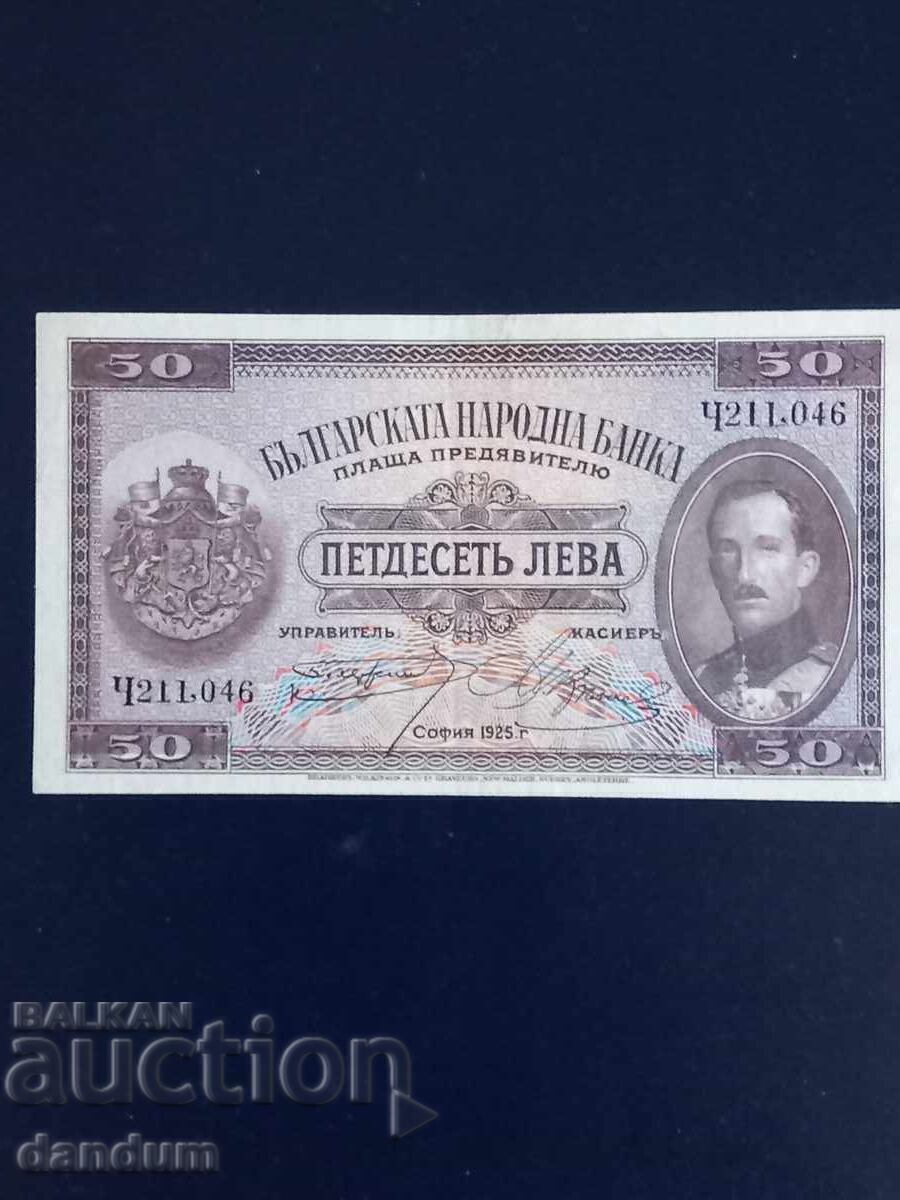 50 50
Ч211,046
БЪЛГАРСКАТА НАРОДНА БАНКА
ПЛАЩА ПРЕДЯВИТЕЛЮ
ПЕТДЕСЕТЬ ЛЕВА
УПРАВИТЕЛЬ КАСИЕРЪ
Ч211,046
София 1925 г
50 50
BALKAN
auction
dandum